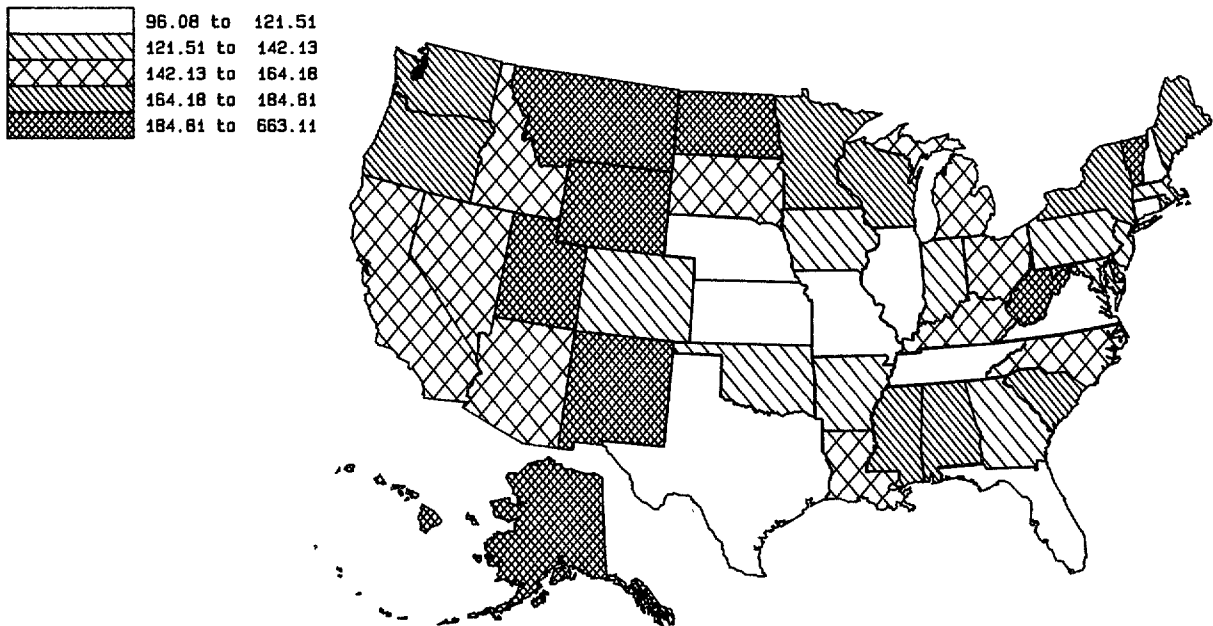 96.08 to 121.51
121.51 to 142.13
142.13 to 164.18
164.18 to 184.81
184.81 to 663.11